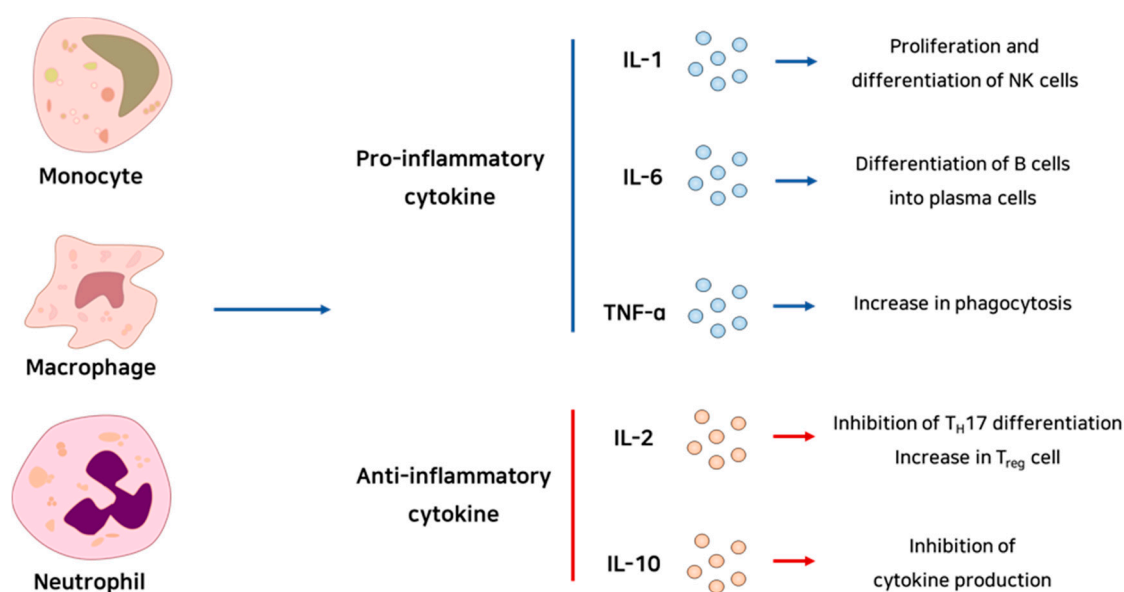 Monocyte
Macrophage
Neutrophil
Pro-inflammatory
cytokine
IL-1
Proliferation and
differentiation of NK cells
IL-6
Differentiation of B cells
into plasma cells
TNF-α
Increase in phagocytosis
Anti-inflammatory
cytokine
IL-2
Inhibition of T_H17 differentiation
Increase in T_reg cell
IL-10
Inhibition of
cytokine production